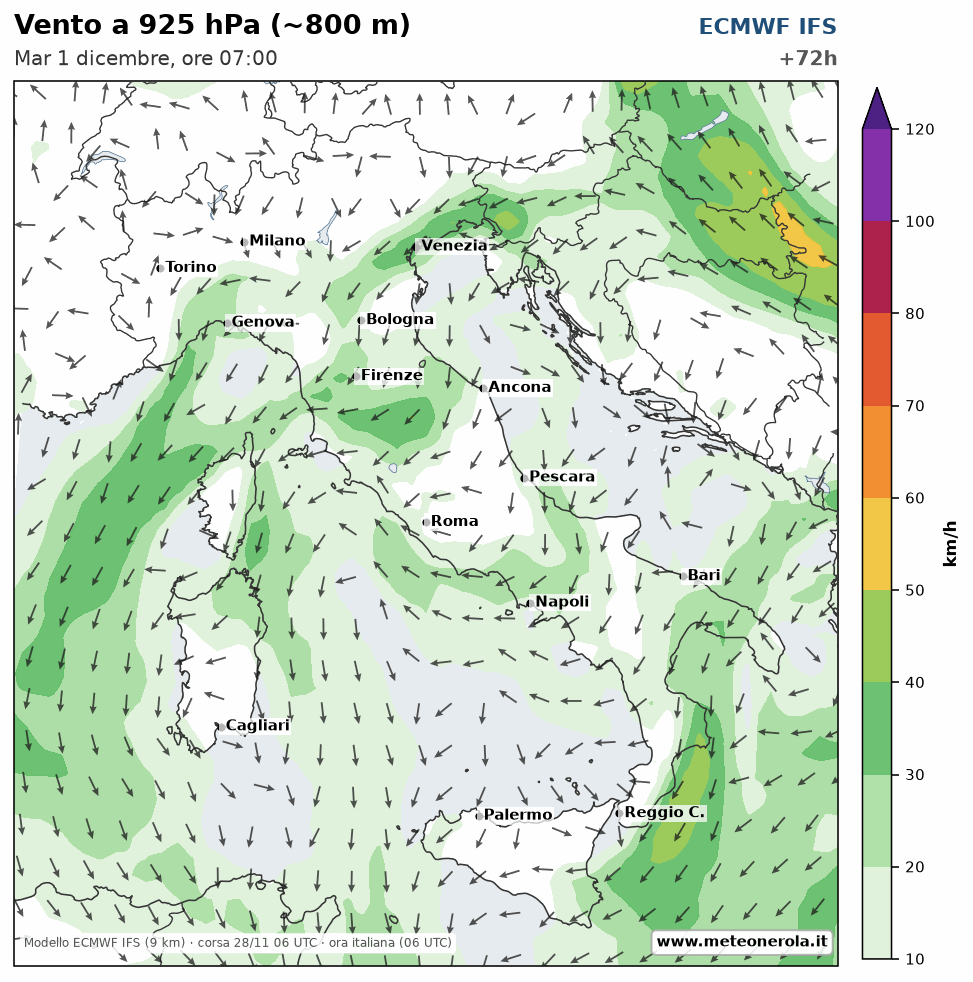 Vento a 925 hPa (~800 m)
ECMWF IFS
Mar 1 dicembre, ore 07:00
+72h
Milano
Venezia
Torino
Genova
Bologna
Firenze
Ancona
Pescara
Roma
Bari
Napoli
Cagliari
Palermo
Reggio C.
120
100
80
70
60
50
40
30
20
10
km/h
Modello ECMWF IFS (9 km) · corsa 28/11 06 UTC · ora italiana (06 UTC)
www.meteonerola.it